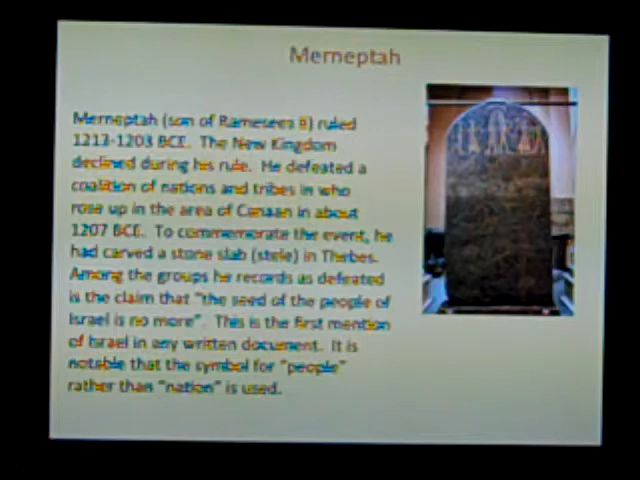 Merneptah
Merneptah (son of Ramesees II) ruled
1213-1203 BCE. The New Kingdom
declined during his rule. He defeated a
coalition of nations and tribes in who
rose up in the area of Canaan in about
1207 BCE. To commemorate the event, he
had carved a stone slab (stele) in Thebes.
Among the groups he records as defeated
is the claim that "the seed of the people of
Israel is no more". This is the first mention
of Israel in any written document. It is
notable that the symbol for "people"
rather than "nation" is used.